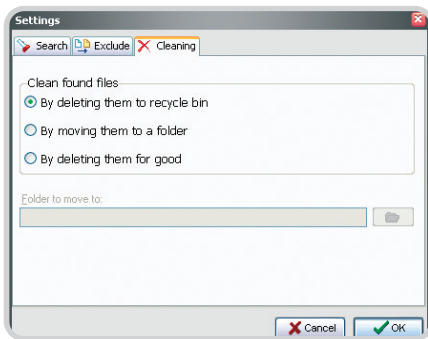 Settings
Search Exclude Cleaning
Clean found files
By deleting them to recycle bin
By moving them to a folder
By deleting them for good
Folder to move to:
Cancel OK